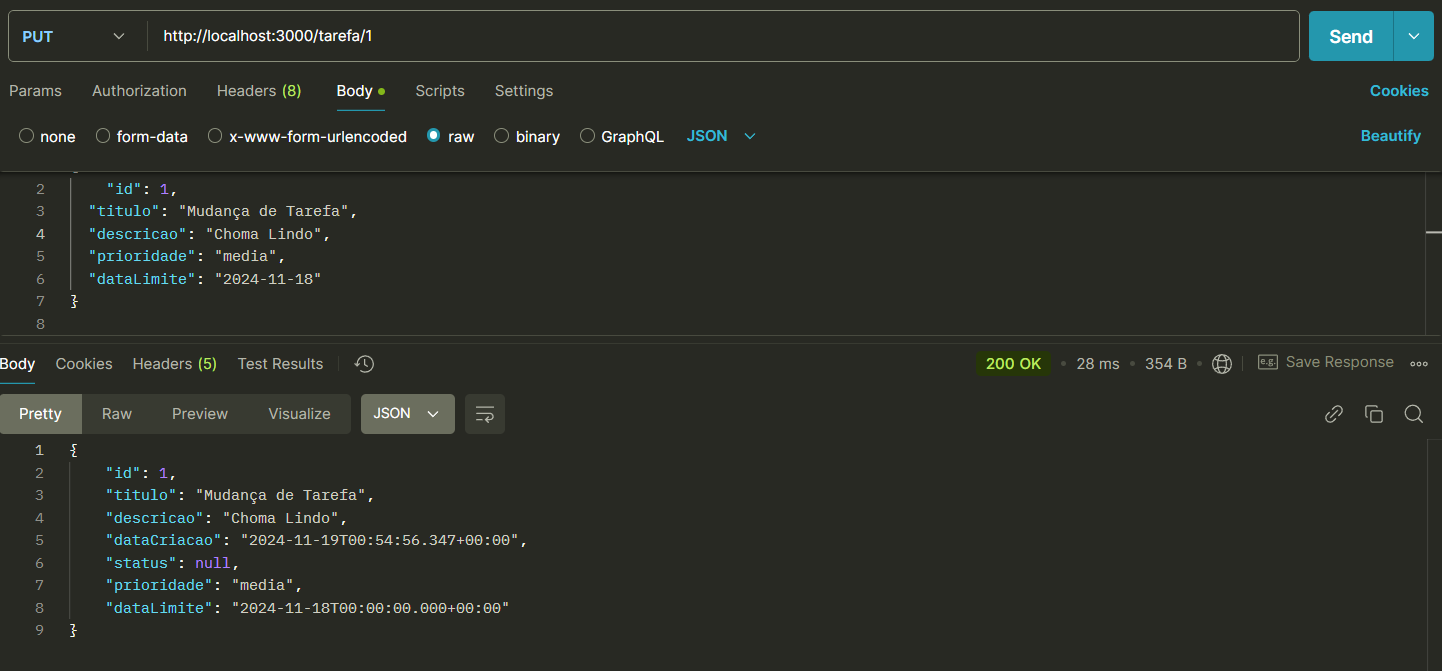 PUT http://localhost:3000/tarefa/1 Send
Params Authorization Headers (8) Body Scripts Settings Cookies
none form-data x-www-form-urlencoded raw binary GraphQL JSON Beautify
2 "id": 1,
3 "titulo": "Mudança de Tarefa",
4 "descricao": "Choma Lindo",
5 "prioridade": "media",
6 "dataLimite": "2024-11-18"
7 }
8
Body Cookies Headers (5) Test Results 200 OK • 28 ms • 354 B • e.g. Save Response
Pretty Raw Preview Visualize JSON
1 {
2 "id": 1,
3 "titulo": "Mudança de Tarefa",
4 "descricao": "Choma Lindo",
5 "dataCriacao": "2024-11-19T00:54:56.347+00:00",
6 "status": null,
7 "prioridade": "media",
8 "dataLimite": "2024-11-18T00:00:00.000+00:00"
9 }